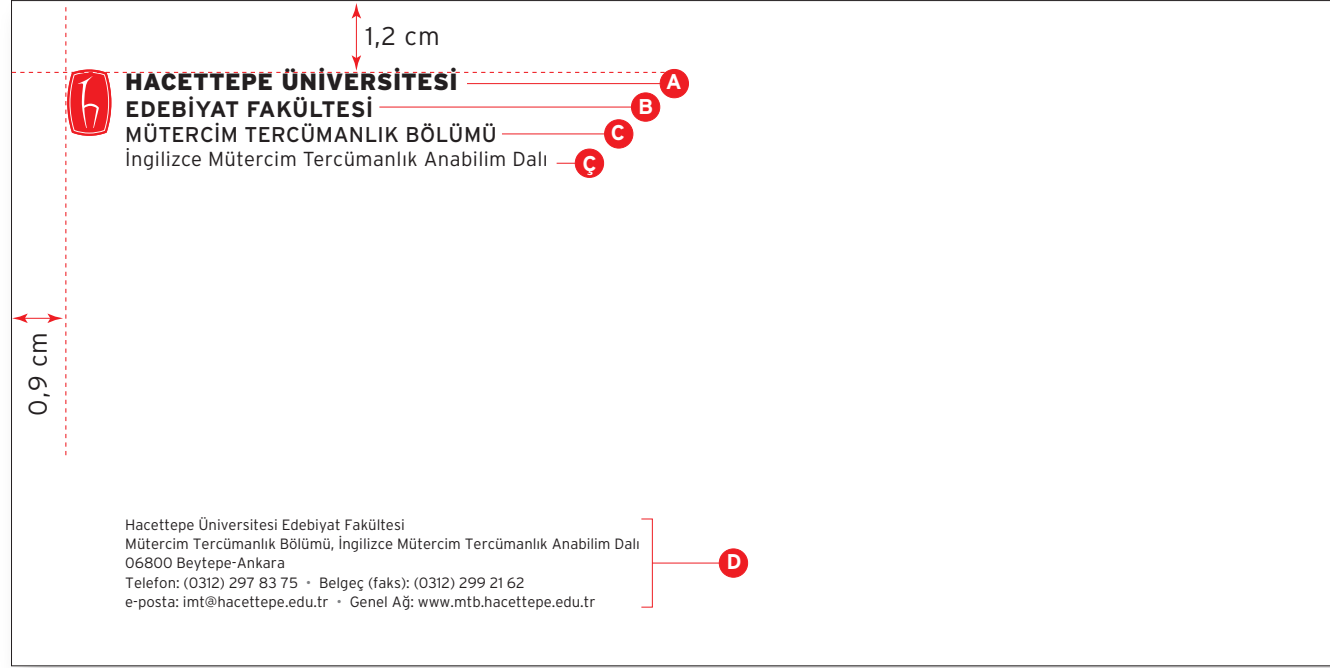 1,2 cm
HACETTEPE ÜNİVERSİTESİ A
EDEBİYAT FAKÜLTESİ B
MÜTERCİM TERCÜMANLIK BÖLÜMÜ C
İngilizce Mütercim Tercümanlık Anabilim Dalı Ç
0,9 cm
Hacettepe Üniversitesi Edebiyat Fakültesi
Mütercim Tercümanlık Bölümü, İngilizce Mütercim Tercümanlık Anabilim Dalı
06800 Beytepe-Ankara D
Telefon: (0312) 297 83 75 • Belgeç (faks): (0312) 299 21 62
e-posta: imt@hacettepe.edu.tr • Genel Ağ: www.mtb.hacettepe.edu.tr